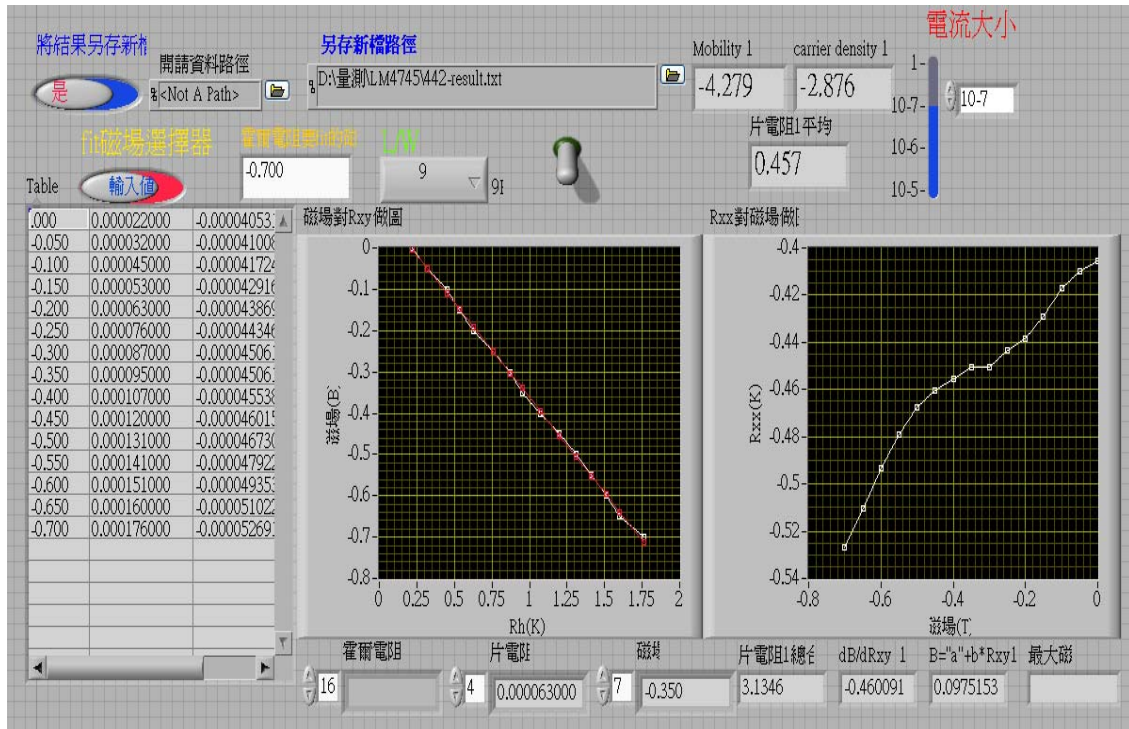 電流大小
將結果另存新檔
開請資料路徑
另存新檔路徑
Mobility 1
carrier density 1
是
%<Not A Path>
D:\量測\LM4745\442-result.txt
-4.279
-2.876
1-
10-7-
10-6-
10-5-
10-7
fit磁場選擇器
L/W
片電阻1平均
0.457
輸入值
-0.700
9
9
Table
.000 0.000022000 -0.00004053
-0.050 0.000032000 -0.00004100
-0.100 0.000045000 -0.00004172
-0.150 0.000053000 -0.00004291
-0.200 0.000063000 -0.00004386
-0.250 0.000076000 -0.00004434
-0.300 0.000087000 -0.00004506
-0.350 0.000095000 -0.00004506
-0.400 0.000107000 -0.00004553
-0.450 0.000120000 -0.00004601
-0.500 0.000131000 -0.00004673
-0.550 0.000141000 -0.00004792
-0.600 0.000151000 -0.00004935
-0.650 0.000160000 -0.00005102
-0.700 0.000176000 -0.00005269
磁場對Rxy做圖
0
-0.1
-0.2
-0.3
-0.4
-0.5
-0.6
-0.7
-0.8
磁場(B)
0 0.25 0.5 0.75 1 1.25 1.5 1.75 2
Rh(K)
Rxx對磁場做
-0.4
-0.42
-0.44
-0.46
-0.48
-0.5
-0.52
-0.54
Rxx(K)
-0.8 -0.6 -0.4 -0.2 0
磁場(T)
霍爾電阻
片電阻
磁場
片電阻1總
dB/dRxy 1
B="a"+b*Rxy1
最大磁
16
4
0.000063000
7
-0.350
3.1346
-0.460091
0.0975153